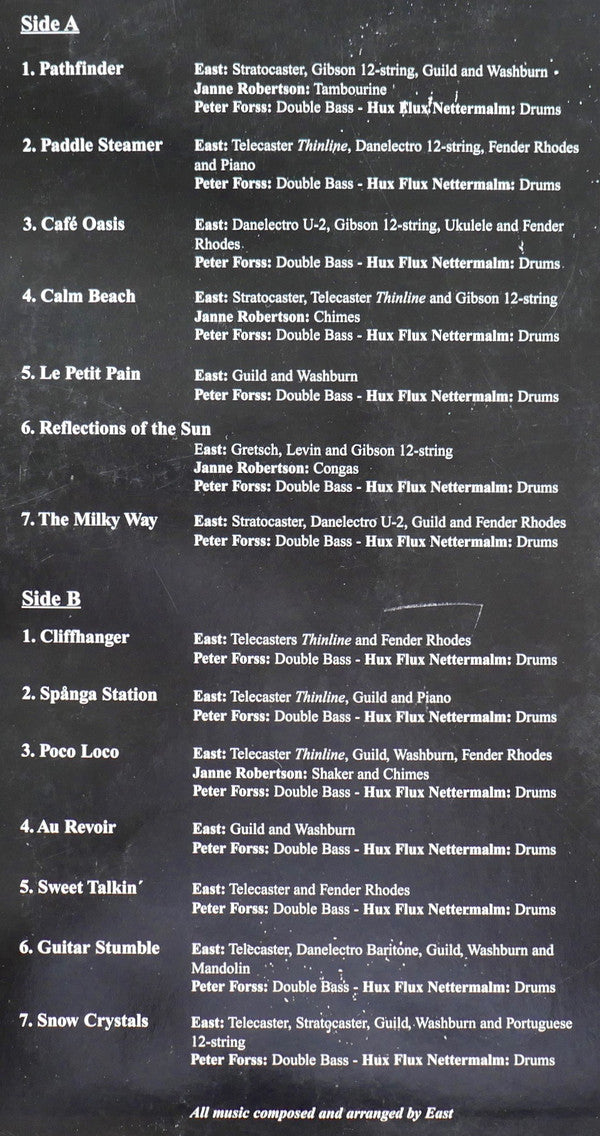 Side A
1. Pathfinder East: Stratocaster, Gibson 12-string, Guild and Washburn
Janne Robertson: Tambourine
Peter Forss: Double Bass - Hux Flux Nettermalm: Drums
2. Paddle Steamer East: Telecaster Thinline, Danelectro 12-string, Fender Rhodes
and Piano
Peter Forss: Double Bass - Hux Flux Nettermalm: Drums
3. Café Oasis East: Danelectro U-2, Gibson 12-string, Ukulele and Fender
Rhodes
Peter Forss: Double Bass - Hux Flux Nettermalm: Drums
4. Calm Beach East: Stratocaster, Telecaster Thinline and Gibson 12-string
Janne Robertson: Chimes
Peter Forss: Double Bass - Hux Flux Nettermalm: Drums
5. Le Petit Pain East: Guild and Washburn
Peter Forss: Double Bass - Hux Flux Nettermalm: Drums
6. Reflections of the Sun
East: Gretsch, Levin and Gibson 12-string
Janne Robertson: Congas
Peter Forss: Double Bass - Hux Flux Nettermalm: Drums
7. The Milky Way East: Stratocaster, Danelectro U-2, Guild and Fender Rhodes
Peter Forss: Double Bass - Hux Flux Nettermalm: Drums
Side B
1. Cliffhanger East: Telecasters Thinline and Fender Rhodes
Peter Forss: Double Bass - Hux Flux Nettermalm: Drums
2. Spånga Station East: Telecaster Thinline, Guild and Piano
Peter Forss: Double Bass - Hux Flux Nettermalm: Drums
3. Poco Loco East: Telecaster Thinline, Guild, Washburn, Fender Rhodes
Janne Robertson: Shaker and Chimes
Peter Forss: Double Bass - Hux Flux Nettermalm: Drums
4. Au Revoir East: Guild and Washburn
Peter Forss: Double Bass - Hux Flux Nettermalm: Drums
5. Sweet Talkin´ East: Telecaster and Fender Rhodes
Peter Forss: Double Bass - Hux Flux Nettermalm: Drums
6. Guitar Stumble East: Telecaster, Danelectro Baritone, Guild, Washburn and
Mandolin
Peter Forss: Double Bass - Hux Flux Nettermalm: Drums
7. Snow Crystals East: Telecaster, Stratocaster, Guild, Washburn and Portuguese
12-string
Peter Forss: Double Bass - Hux Flux Nettermalm: Drums
All music composed and arranged by East